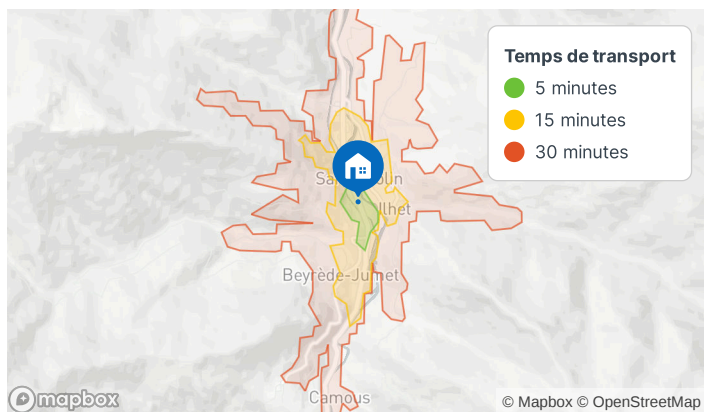 Temps de transport
5 minutes
15 minutes
30 minutes
Beyrède-Jumet
Camous
mapbox
© Mapbox © OpenStreetMap